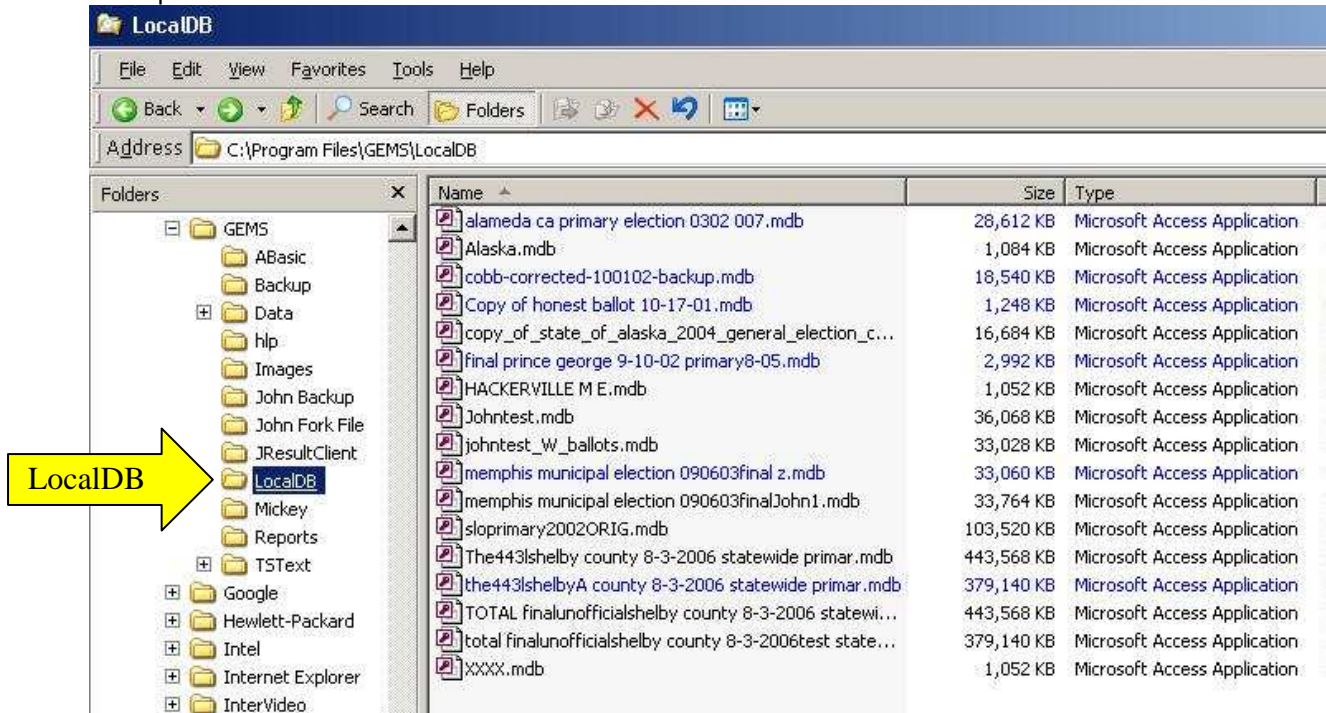 LocalDB
File Edit View Favorites Tools Help
Back Search Folders
Address C:\Program Files\GEMS\LocalDB
Folders x Name Size Type
GEMS
ABasic
Backup
Data
hlp
Images
John Backup
John Fork File
JResultClient
LocalDB
Mickey
Reports
TSText
Google
Hewlett-Packard
Intel
Internet Explorer
InterVideo
LocalDB
alameda ca primary election 0302 007.mdb 28,612 KB Microsoft Access Application
Alaska.mdb 1,084 KB Microsoft Access Application
cobb-corrected-100102-backup.mdb 18,540 KB Microsoft Access Application
Copy of honest ballot 10-17-01.mdb 1,248 KB Microsoft Access Application
copy_of_state_of_alaska_2004_general_election_c... 16,684 KB Microsoft Access Application
final prince george 9-10-02 primary8-05.mdb 2,992 KB Microsoft Access Application
HACKERVILLE M E.mdb 1,052 KB Microsoft Access Application
Johntest.mdb 36,068 KB Microsoft Access Application
johntest_W_ballots.mdb 33,028 KB Microsoft Access Application
memphis municipal election 090603final z.mdb 33,060 KB Microsoft Access Application
memphis municipal election 090603finalJohn1.mdb 33,764 KB Microsoft Access Application
sloprimary2002ORIG.mdb 103,520 KB Microsoft Access Application
The443lshelby county 8-3-2006 statewide primar.mdb 443,568 KB Microsoft Access Application
the443lshelbyA county 8-3-2006 statewide primar.mdb 379,140 KB Microsoft Access Application
TOTAL finalunofficialshelby county 8-3-2006 statewi... 443,568 KB Microsoft Access Application
total finalunofficialshelby county 8-3-2006test state... 379,140 KB Microsoft Access Application
XXXX.mdb 1,052 KB Microsoft Access Application